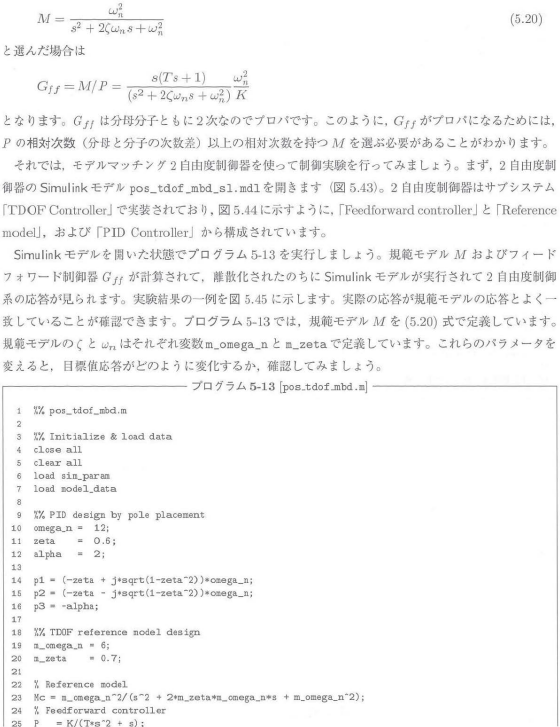 M = ω_n^2 / (s^2 + 2ζω_n s + ω_n^2) (5.20)
と選んだ場合は
G_{ff} = M/P = s(Ts + 1) / (s^2 + 2ζω_n s + ω_n^2) ω_n^2 / K
となります。G_{ff} は分母分子ともに 2 次なのでプロパです。このように，G_{ff} がプロパになるためには，
P の相対次数（分母と分子の次数差）以上の相対次数を持つ M を選ぶ必要があることがわかります。
それでは，モデルマッチング 2 自由度制御器を使って制御実験を行ってみましょう。まず，2 自由度制
御器の Simulink モデル pos_tdof_mbd_sl.mdl を開きます（図 5.43）。2 自由度制御器はサブシステム
「TDOF Controller」で実装されており，図 5.44 に示すように，「Feedforward controller」と「Reference
model」，および「PID Controller」から構成されています。
Simulink モデルを開いた状態でプログラム 5-13 を実行しましょう。規範モデル M およびフィード
フォワード制御器 G_{ff} が計算されて，離散化されたのちに Simulink モデルが実行されて 2 自由度制御
系の応答が見られます。実験結果の一例を図 5.45 に示します。実際の応答が規範モデルの応答とよく一
致していることが確認できます。プログラム 5-13 では，規範モデル M を (5.20) 式で定義しています。
規範モデルの ζ と ω_n はそれぞれ変数 m_omega_n と m_zeta で定義しています。これらのパラメータを
変えると，目標値応答がどのように変化するか，確認してみましょう。
プログラム 5-13 [pos_tdof_mbd.m]
1 %% pos_tdof_mbd.m
2
3 %% Initialize & load data
4 close all
5 clear all
6 load sim_param
7 load model_data
8
9 %% PID design by pole placement
10 omega_n = 12;
11 zeta = 0.6;
12 alpha = 2;
13
14 p1 = (-zeta + j*sqrt(1-zeta^2))*omega_n;
15 p2 = (-zeta - j*sqrt(1-zeta^2))*omega_n;
16 p3 = -alpha;
17
18 %% TDOF reference model design
19 m_omega_n = 6;
20 m_zeta = 0.7;
21
22 % Reference model
23 Mc = m_omega_n^2/(s^2 + 2*m_zeta*m_omega_n*s + m_omega_n^2);
24 % Feedforward controller
25 P = K/(T*s^2 + s);